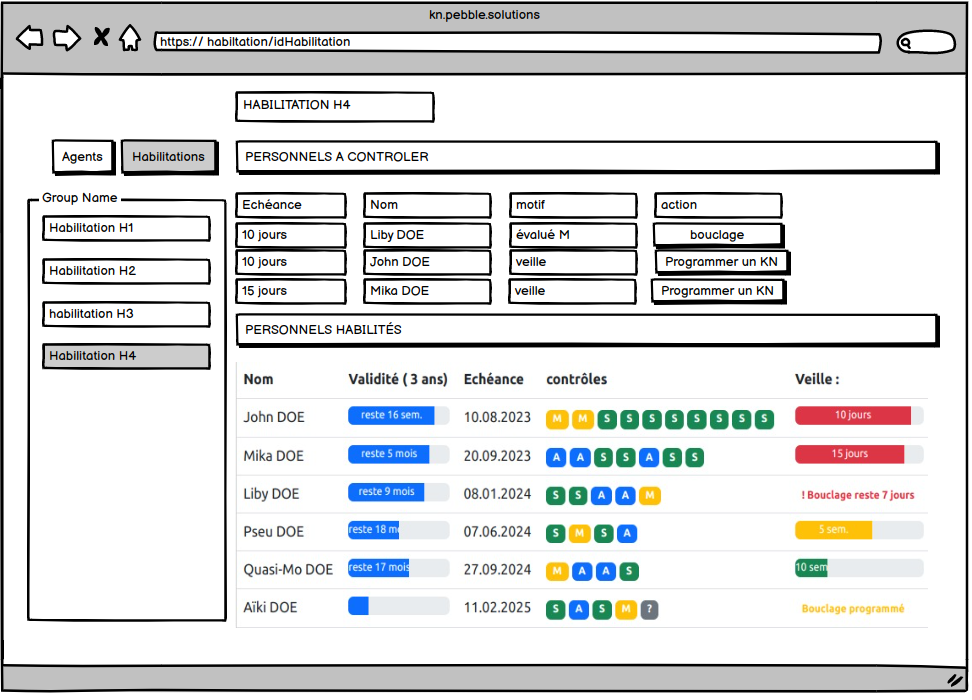 kn.pebble.solutions
https:// habiltation/idHabilitation
HABILITATION H4
Agents Habilitations
PERSONNELS A CONTROLER
Group Name
Habilitation H1
Habilitation H2
habilitation H3
Habilitation H4
Echéance Nom motif action
10 jours Liby DOE évalué M bouclage
10 jours John DOE veille Programmer un KN
15 jours Mika DOE veille Programmer un KN
PERSONNELS HABILITÉS
Nom Validité ( 3 ans) Echéance contrôles Veille :
John DOE reste 16 sem. 10.08.2023 M M S S S S S S S S 10 jours
Mika DOE reste 5 mois 20.09.2023 A A S S A S S 15 jours
Liby DOE reste 9 mois 08.01.2024 S S A A M ! Bouclage reste 7 jours
Pseu DOE reste 18 m 07.06.2024 S M S A 5 sem.
Quasi-Mo DOE reste 17 mois 27.09.2024 M A A S 10 sem
Aïki DOE 11.02.2025 S A S M ? Bouclage programmé